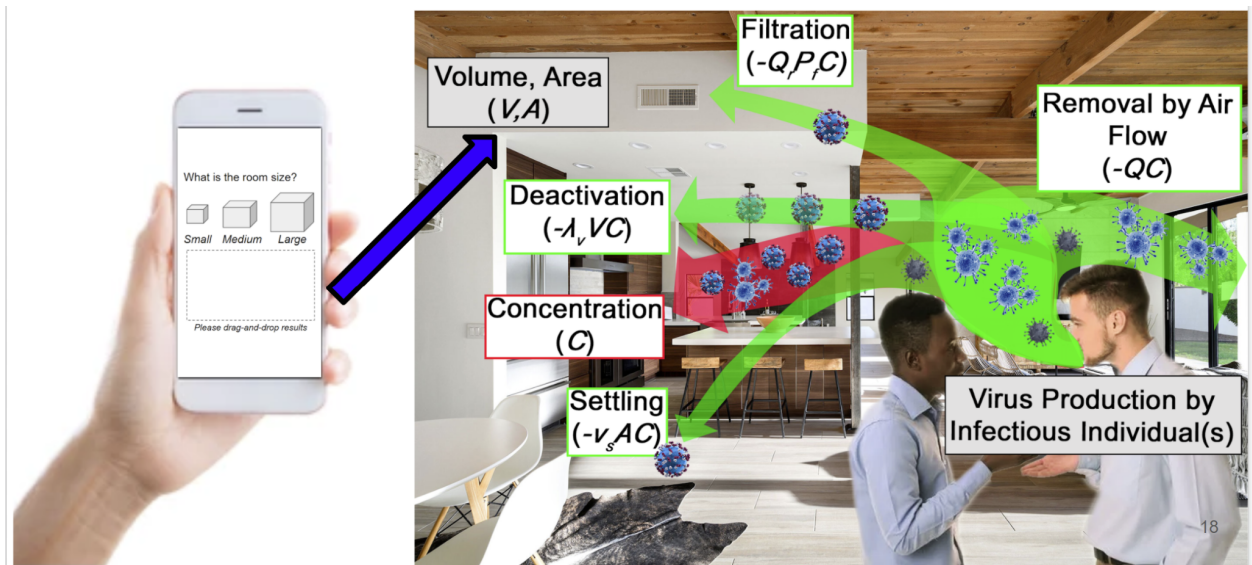 What is the room size?
Small Medium Large
Please drag-and-drop results
Volume, Area
(V,A)
Filtration
(-QᵣP_fC)
Removal by Air
Flow
(-QC)
Deactivation
(-λᵥVC)
Concentration
(C)
Settling
(-vₛAC)
Virus Production by
Infectious Individual(s)
18